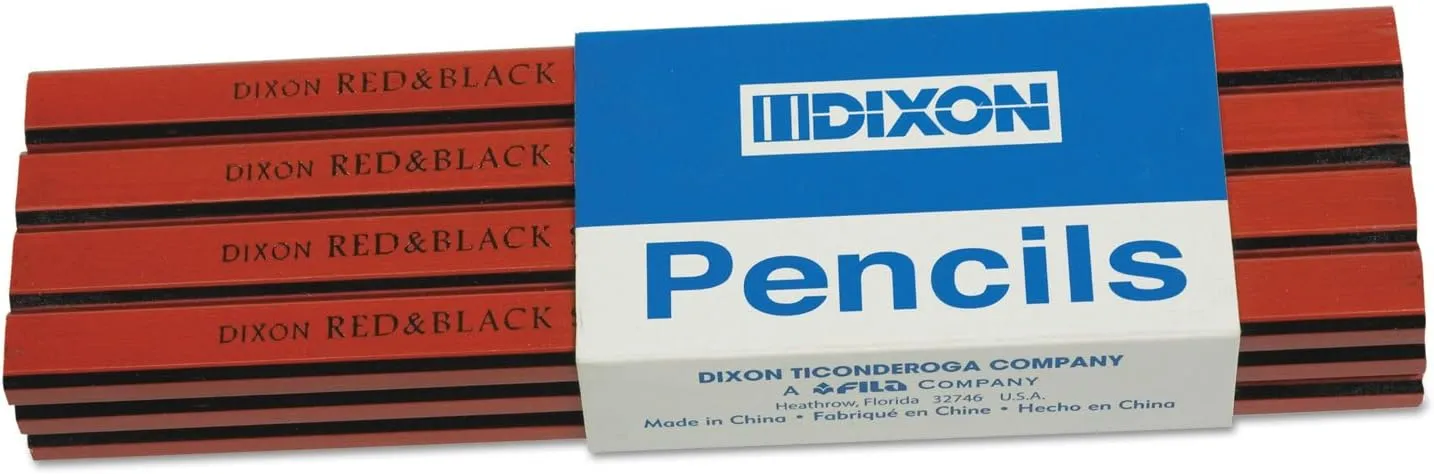 DIXON RED&BLACK
DIXON RED&BLACK
DIXON RED&BLACK
DIXON RED&BLACK
DIXON
Pencils
DIXON TICONDEROGA COMPANY
A FILA COMPANY
Heathrow, Florida 32746 U.S.A.
Made in China • Fabriqué en Chine • Hecho en China